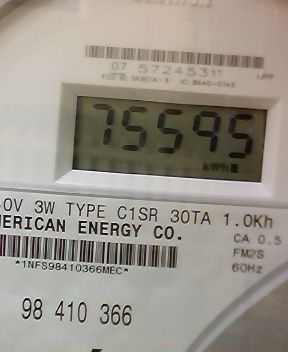 07 57245311
75595
kWh
3W TYPE C1SR 30TA 1.0Kh
ERICAN ENERGY CO.
CA 0.5
FM2S
60Hz
*1NFS98410366MEC*
98 410 366